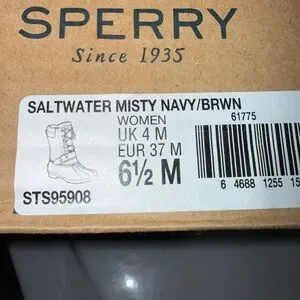 SPERRY
Since 1935
SALTWATER MISTY NAVY/BRWN
WOMEN
61775
UK 4 M
EUR 37 M
6½ M
STS95908
6 4688 1255 15